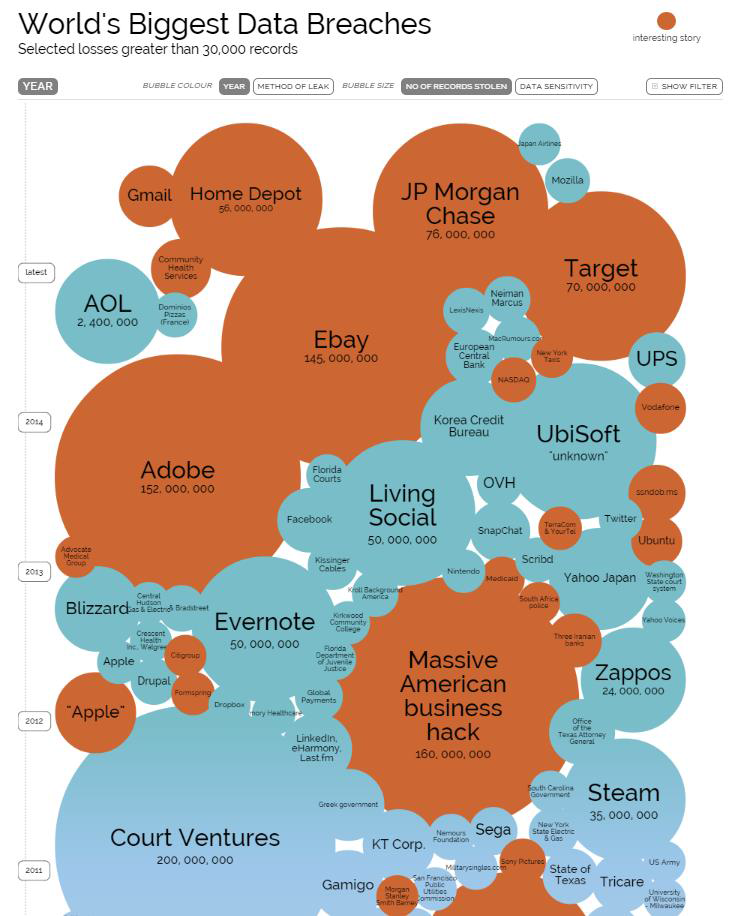 World's Biggest Data Breaches
Selected losses greater than 30,000 records
interesting story
YEAR
BUBBLE COLOUR
YEAR
METHOD OF LEAK
BUBBLE SIZE
NO OF RECORDS STOLEN
DATA SENSITIVITY
SHOW FILTER
Japan Airlines
Mozilla
Gmail
Home Depot
56, 000, 000
JP Morgan
Chase
76, 000, 000
Community
Health
Services
latest
Target
70, 000, 000
AOL
2, 400, 000
Dominios
Pizzas
(France)
Neiman
Marcus
LexisNexis
Ebay
145, 000, 000
MacRumours.co
European
Central
Bank
New York
Taxis
UPS
NASDAQ
Vodafone
2014
Korea Credit
Bureau
UbiSoft
"unknown"
Adobe
152, 000, 000
Florida
Courts
Living
Social
50, 000, 000
OVH
ssndob.ms
Facebook
SnapChat
TerraCom
& YourTel
Twitter
Ubuntu
Advocate
Medical
Group
Kissinger
Cables
Scribd
2013
Nintendo
Medicaid
Yahoo Japan
Washington
State court
system
Blizzard
Central
Hudson
Gas & Electric
& Bradstreet
Kroll Background
America
South Africa
police
Evernote
50, 000, 000
Kirkwood
Community
College
Yahoo Voices
Crescent
Health
Inc., Walgree
Three Iranian
banks
Apple
Citigroup
Florida
Department
of Juvenile
Justice
Massive
American
business
hack
160, 000, 000
Zappos
24, 000, 000
Drupal
Formspring
Global
Payments
"Apple"
Dropbox
mory Healthcare
2012
Office
of the
Texas Attorney
General
LinkedIn,
eHarmony,
Last.fm
South Carolina
Government
Steam
35, 000, 000
Greek government
Court Ventures
200, 000, 000
KT Corp.
Nemours
Foundation
Sega
New York
State Electric
& Gas
2011
Militarysingles.com
Sony Pictures
State of
Texas
US Army
Gamigo
Morgan
Stanley
Smith Barney
San Francisco
Public
Utilities
Commission
Tricare
University
of Wisconsin
- Milwaukee